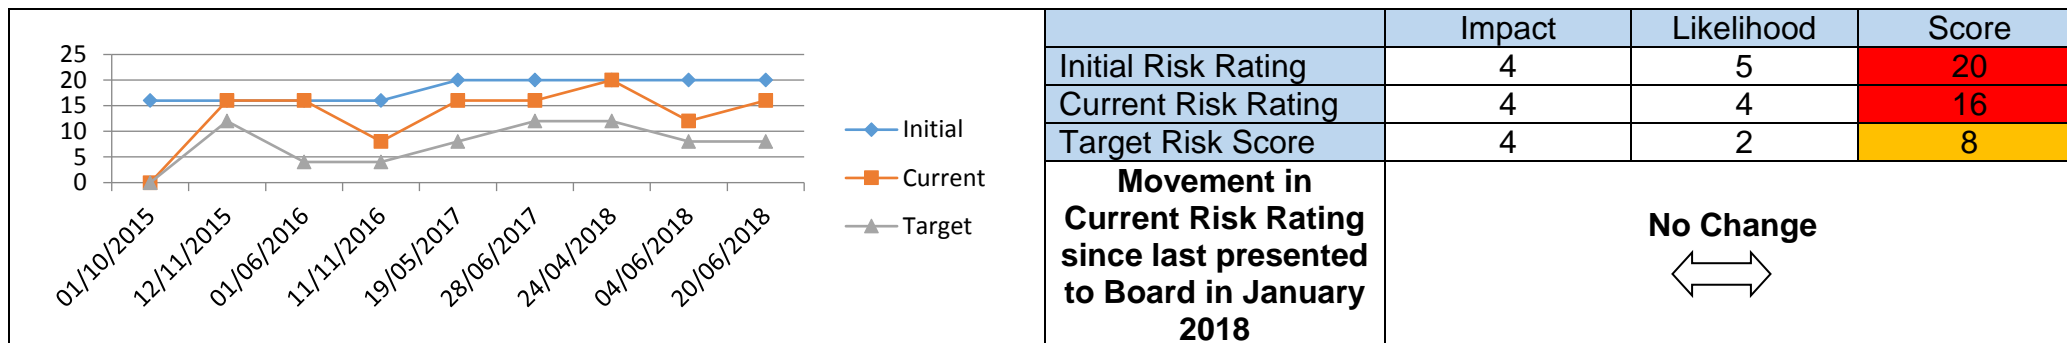 25
20
15
10
5
0
01/10/2015
12/11/2015
01/06/2016
11/11/2016
19/05/2017
28/06/2017
24/04/2018
04/06/2018
20/06/2018
Initial
Current
Target
Impact Likelihood Score
Initial Risk Rating 4 5 20
Current Risk Rating 4 4 16
Target Risk Score 4 2 8
Movement in
Current Risk Rating
since last presented
to Board in January
2018
No Change